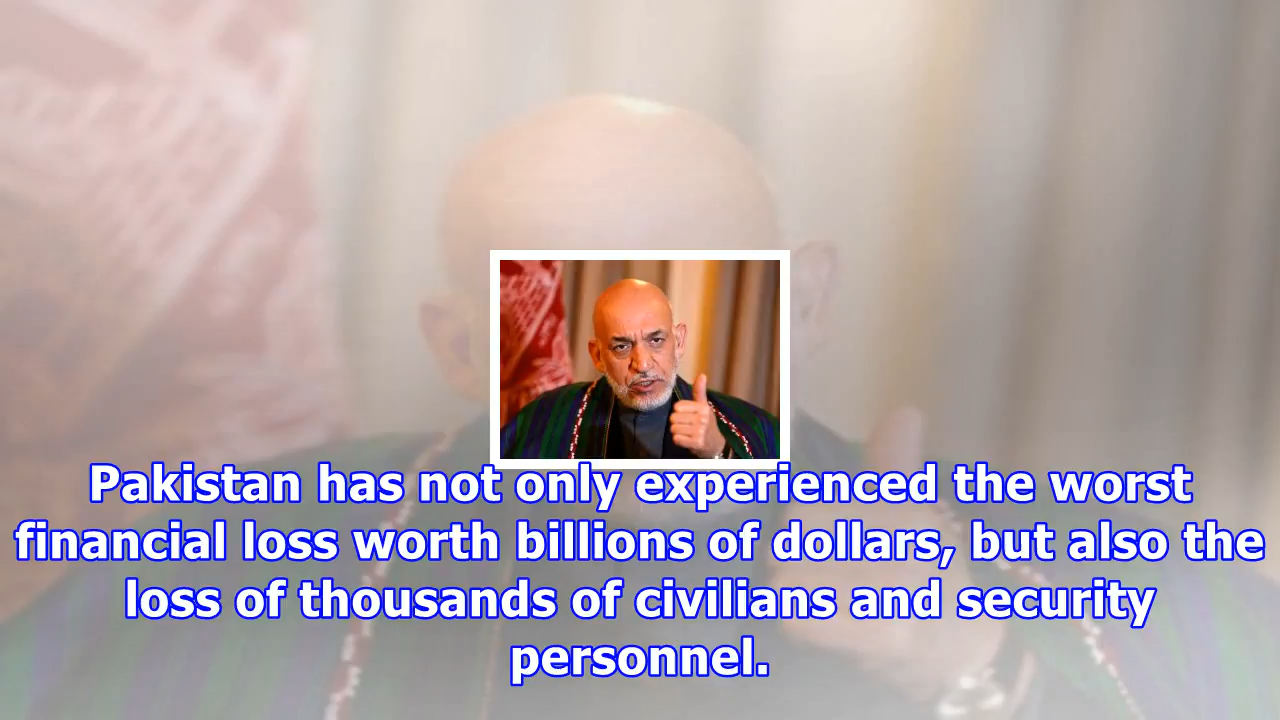 Pakistan has not only experienced the worst
financial loss worth billions of dollars, but also the
loss of thousands of civilians and security
personnel.